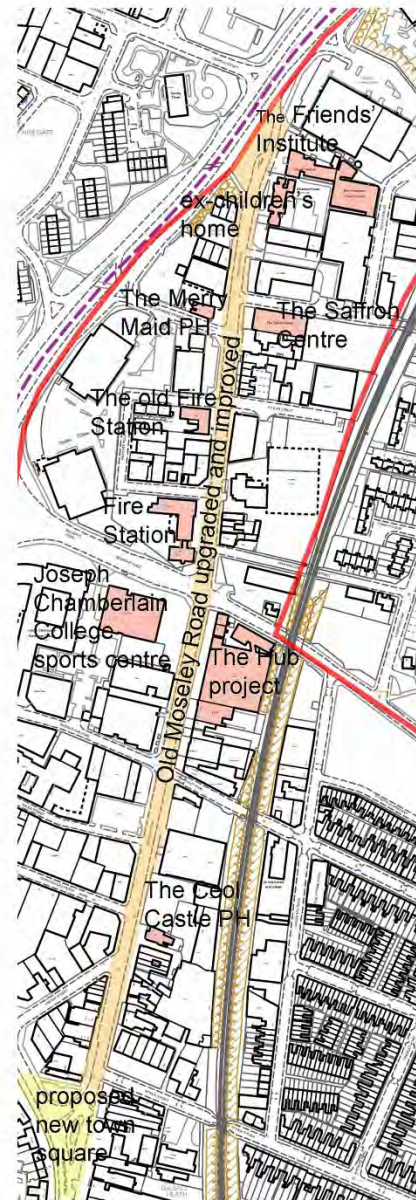 The Friends'
Institute
ex-children's
home
The Merry
Maid PH
The Saffron
Centre
The old Fire
Station
Old Moseley Road upgraded and improved
Fire
Station
Joseph
Chamberlain
College
sports centre
The Hub
project
The Ceol
Castle PH
proposed
new town
square